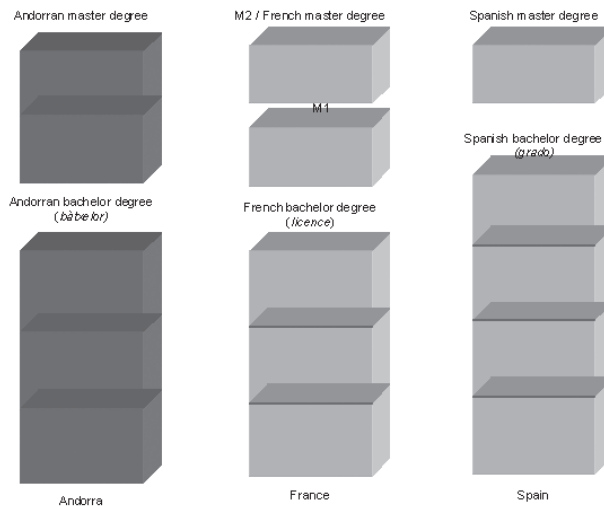 Andorran master degree
M2 / French master degree
Spanish master degree
M1
Spanish bachelor degree
(grado)
Andorran bachelor degree
(bàtxelor)
French bachelor degree
(licence)
Andorra
France
Spain